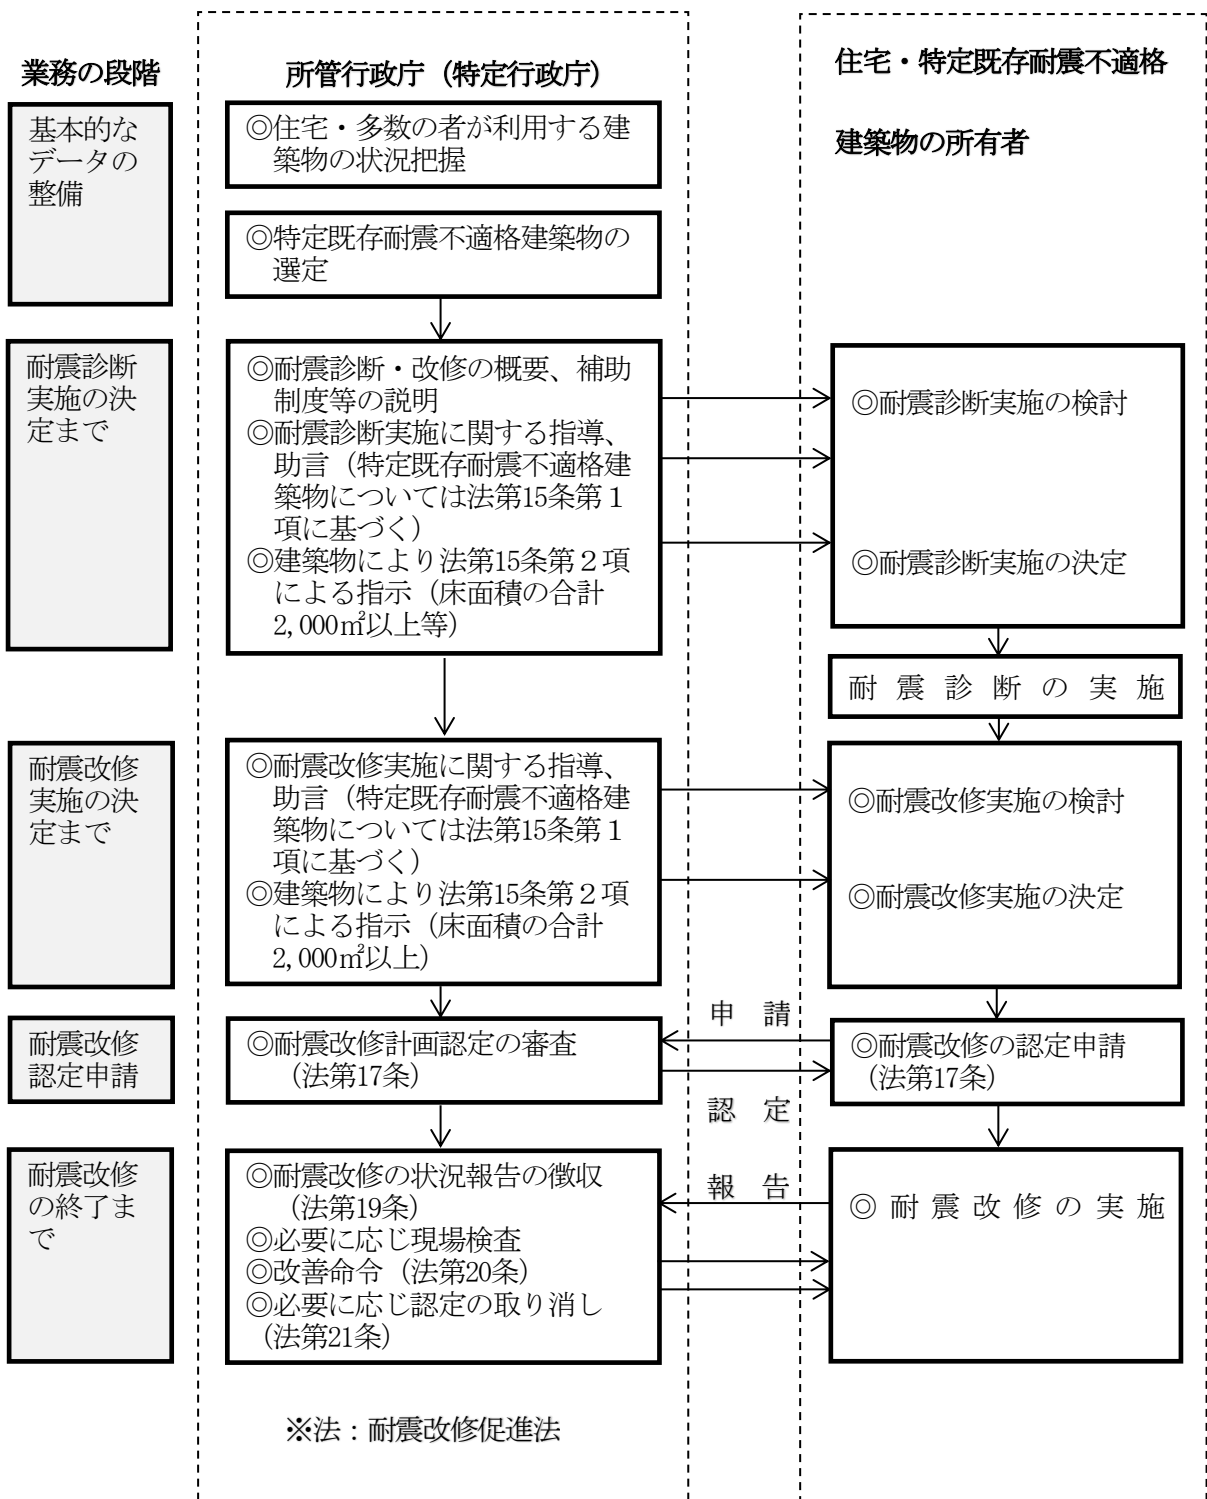 業務の段階
所管行政庁（特定行政庁）
住宅・特定既存耐震不適格
建築物の所有者
基本的な
データの
整備
◎住宅・多数の者が利用する建
築物の状況把握
◎特定既存耐震不適格建築物の
選定
耐震診断
実施の決
定まで
◎耐震診断・改修の概要、補助
制度等の説明
◎耐震診断実施に関する指導、
助言（特定既存耐震不適格建
築物については法第15条第１
項に基づく）
◎建築物により法第15条第２項
による指示（床面積の合計
2,000㎡以上等）
◎耐震診断実施の検討
◎耐震診断実施の決定
耐震診断の実施
耐震改修
実施の決
定まで
◎耐震改修実施に関する指導、
助言（特定既存耐震不適格建
築物については法第15条第１
項に基づく）
◎建築物により法第15条第２項
による指示（床面積の合計
2,000㎡以上）
◎耐震改修実施の検討
◎耐震改修実施の決定
耐震改修
認定申請
◎耐震改修計画認定の審査
（法第17条）
申　請
認　定
◎耐震改修の認定申請
（法第17条）
耐震改修
の終了ま
で
◎耐震改修の状況報告の徴収
（法第19条）
◎必要に応じ現場検査
◎改善命令（法第20条）
◎必要に応じ認定の取り消し
（法第21条）
報　告
◎耐震改修の実施
※法：耐震改修促進法